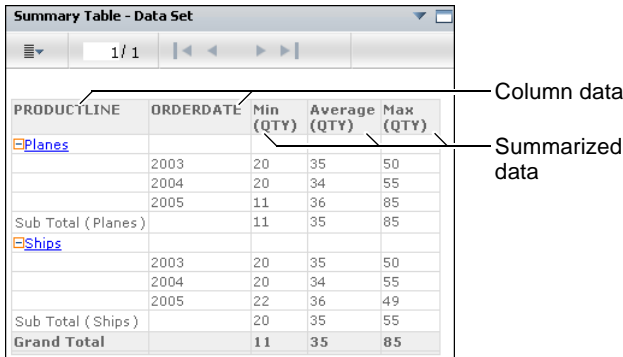 Summary Table - Data Set
1/ 1
PRODUCTLINE ORDERDATE Min (QTY) Average (QTY) Max (QTY)
Planes
2003 20 35 50
2004 20 34 55
2005 11 36 85
Sub Total ( Planes ) 11 35 85
Ships
2003 20 35 50
2004 20 34 55
2005 22 36 49
Sub Total ( Ships ) 20 35 55
Grand Total 11 35 85
Column data
Summarized
data